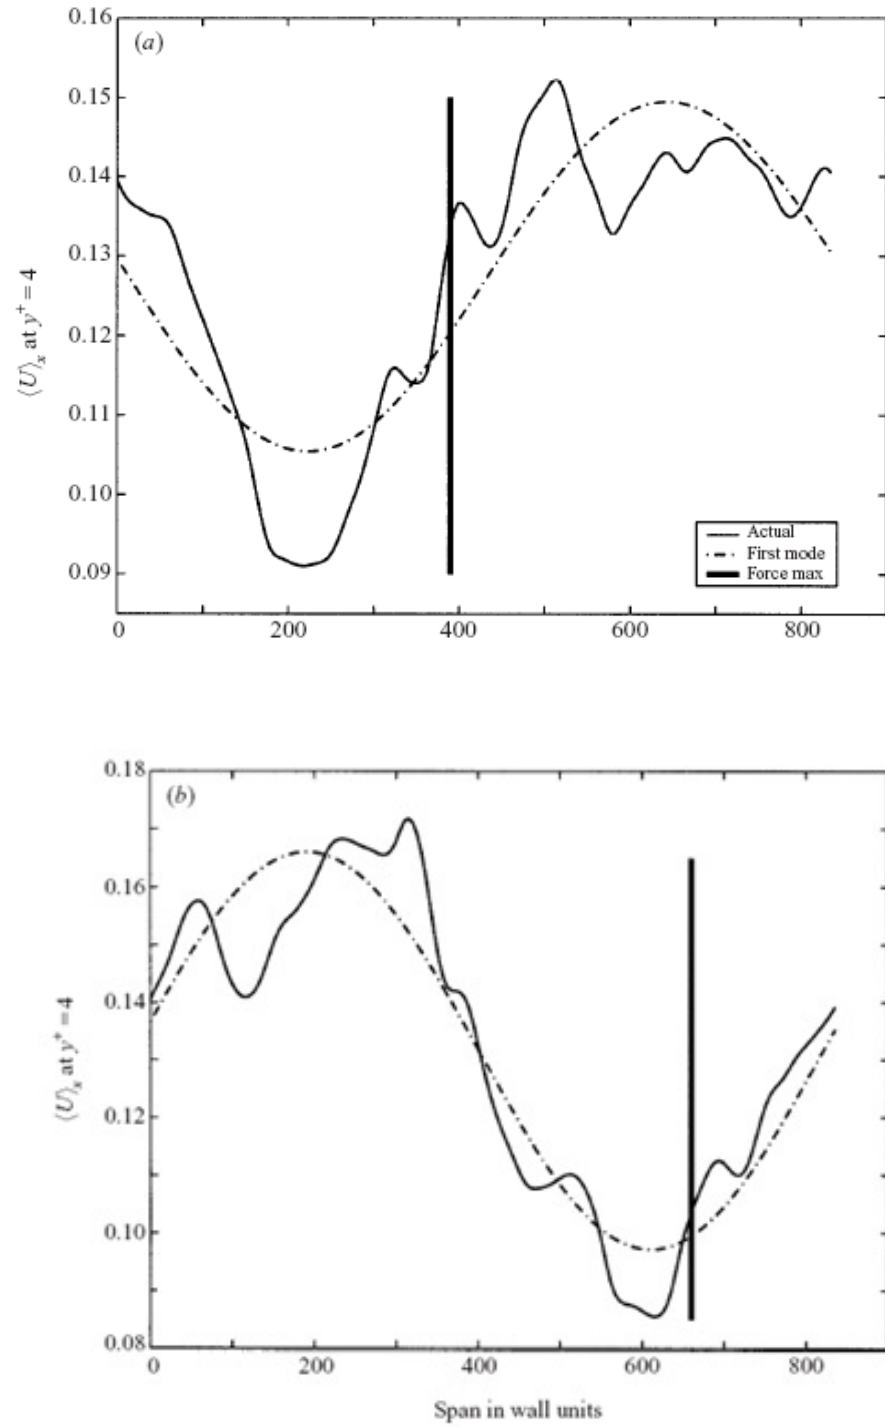 (a)
0.16
0.15
0.14
0.13
0.12
0.11
0.10
0.09
⟨U⟩ₓ at y⁺ = 4
Actual
First mode
Force max
0 200 400 600 800
(b)
0.18
0.16
0.14
0.12
0.10
0.08
⟨U⟩ₓ at y⁺ = 4
0 200 400 600 800
Span in wall units